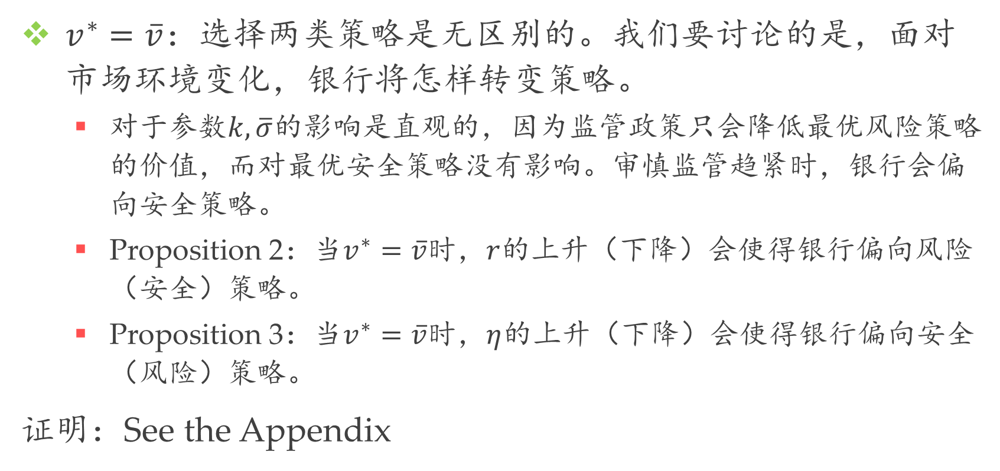 v* = v̄：选择两类策略是无区别的。我们要讨论的是，面对
市场环境变化，银行将怎样转变策略。
对于参数k, σ̄的影响是直观的，因为监管政策只会降低最优风险策略
的价值，而对最优安全策略没有影响。审慎监管趋紧时，银行会偏
向安全策略。
Proposition 2：当v* = v̄时，r的上升（下降）会使得银行偏向风险
（安全）策略。
Proposition 3：当v* = v̄时，η的上升（下降）会使得银行偏向安全
（风险）策略。
证明：See the Appendix